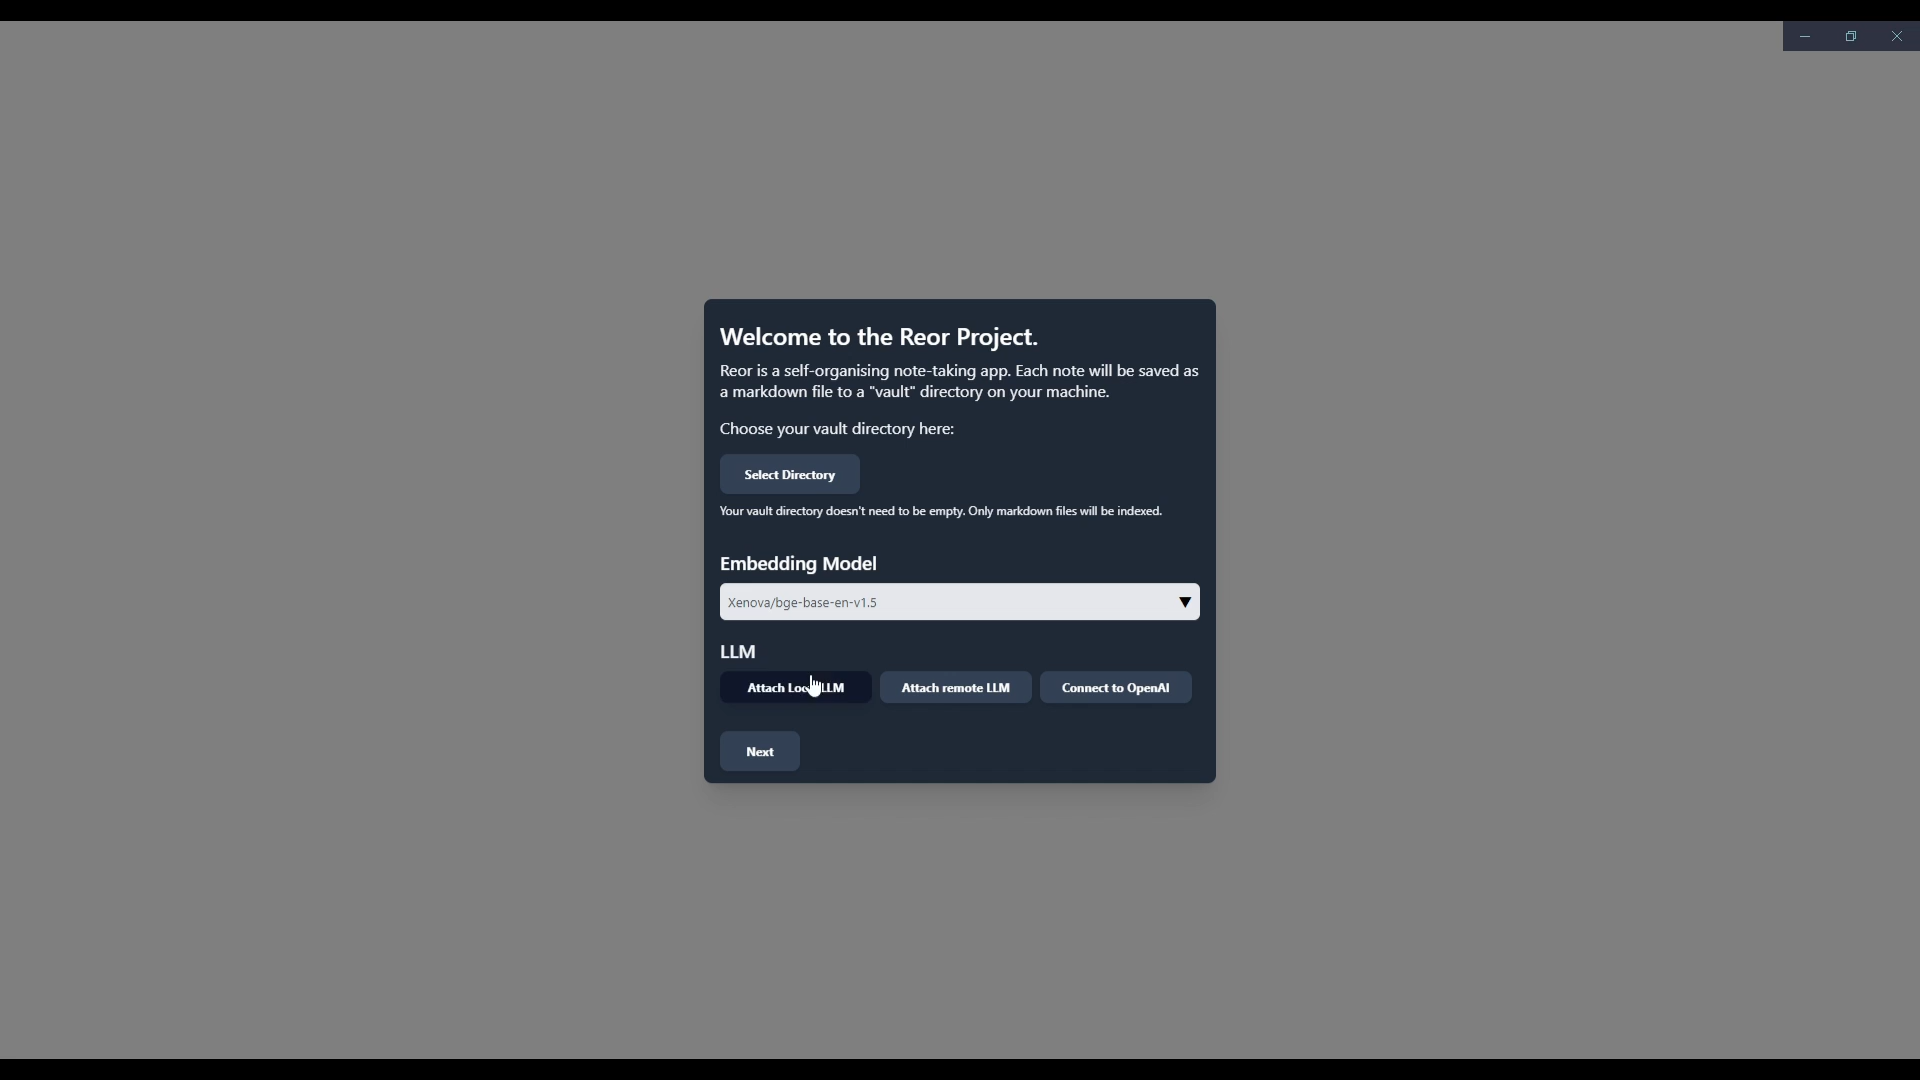 Welcome to the Reor Project.
Reor is a self-organising note-taking app. Each note will be saved as
a markdown file to a "vault" directory on your machine.
Choose your vault directory here:
Select Directory
Your vault directory doesn't need to be empty. Only markdown files will be indexed.
Embedding Model
Xenova/bge-base-en-v1.5
LLM
Attach Local LLM
Attach remote LLM
Connect to OpenAI
Next